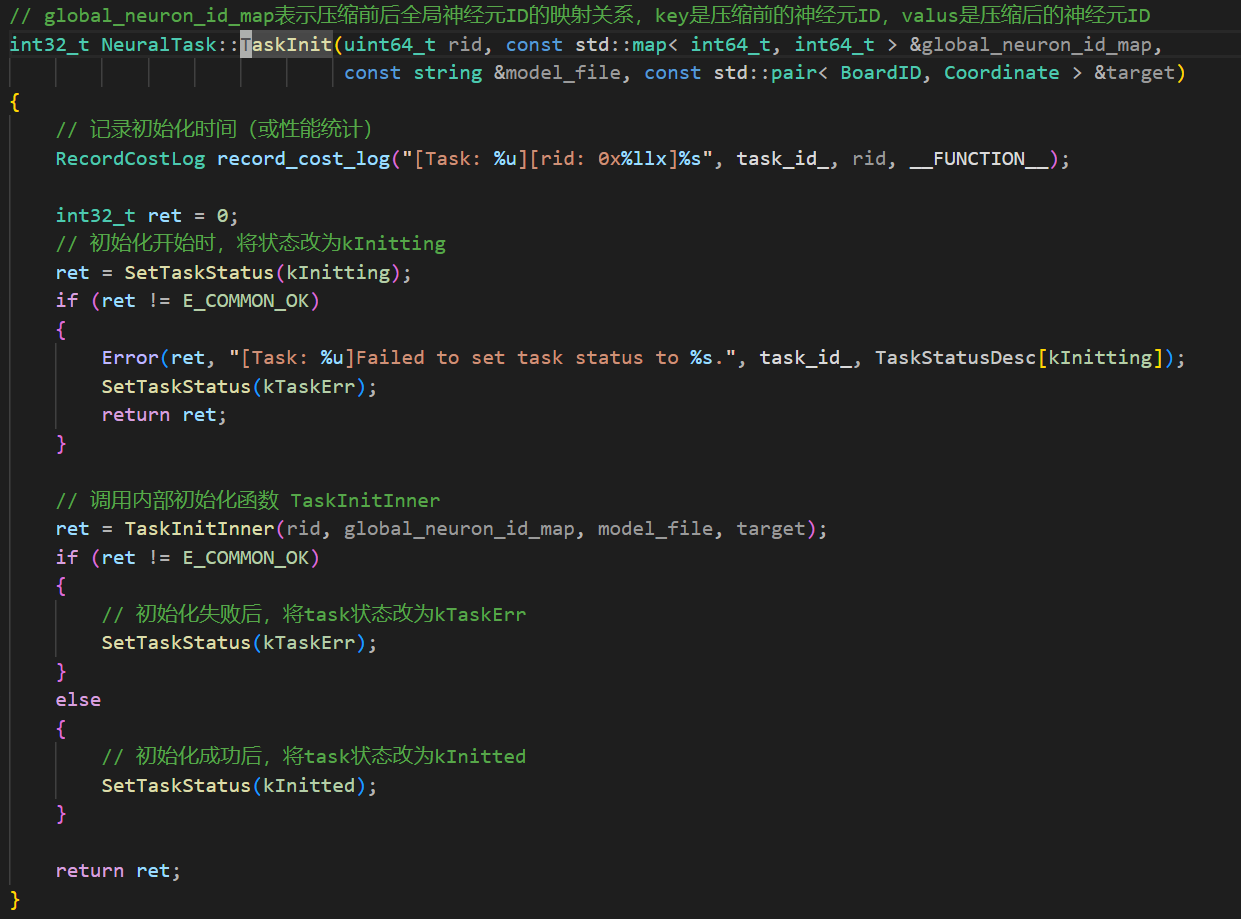 // global_neuron_id_map表示压缩前后全局神经元ID的映射关系，key是压缩前的神经元ID，valus是压缩后的神经元ID
int32_t NeuralTask::TaskInit(uint64_t rid, const std::map< int64_t, int64_t > &global_neuron_id_map,
const string &model_file, const std::pair< BoardID, Coordinate > &target)
{
// 记录初始化时间（或性能统计）
RecordCostLog record_cost_log("[Task: %u][rid: 0x%llx]%s", task_id_, rid, __FUNCTION__);
int32_t ret = 0;
// 初始化开始时，将状态改为kInitting
ret = SetTaskStatus(kInitting);
if (ret != E_COMMON_OK)
{
Error(ret, "[Task: %u]Failed to set task status to %s.", task_id_, TaskStatusDesc[kInitting]);
SetTaskStatus(kTaskErr);
return ret;
}
// 调用内部初始化函数 TaskInitInner
ret = TaskInitInner(rid, global_neuron_id_map, model_file, target);
if (ret != E_COMMON_OK)
{
// 初始化失败后，将task状态改为kTaskErr
SetTaskStatus(kTaskErr);
}
else
{
// 初始化成功后，将task状态改为kInitted
SetTaskStatus(kInitted);
}
return ret;
}